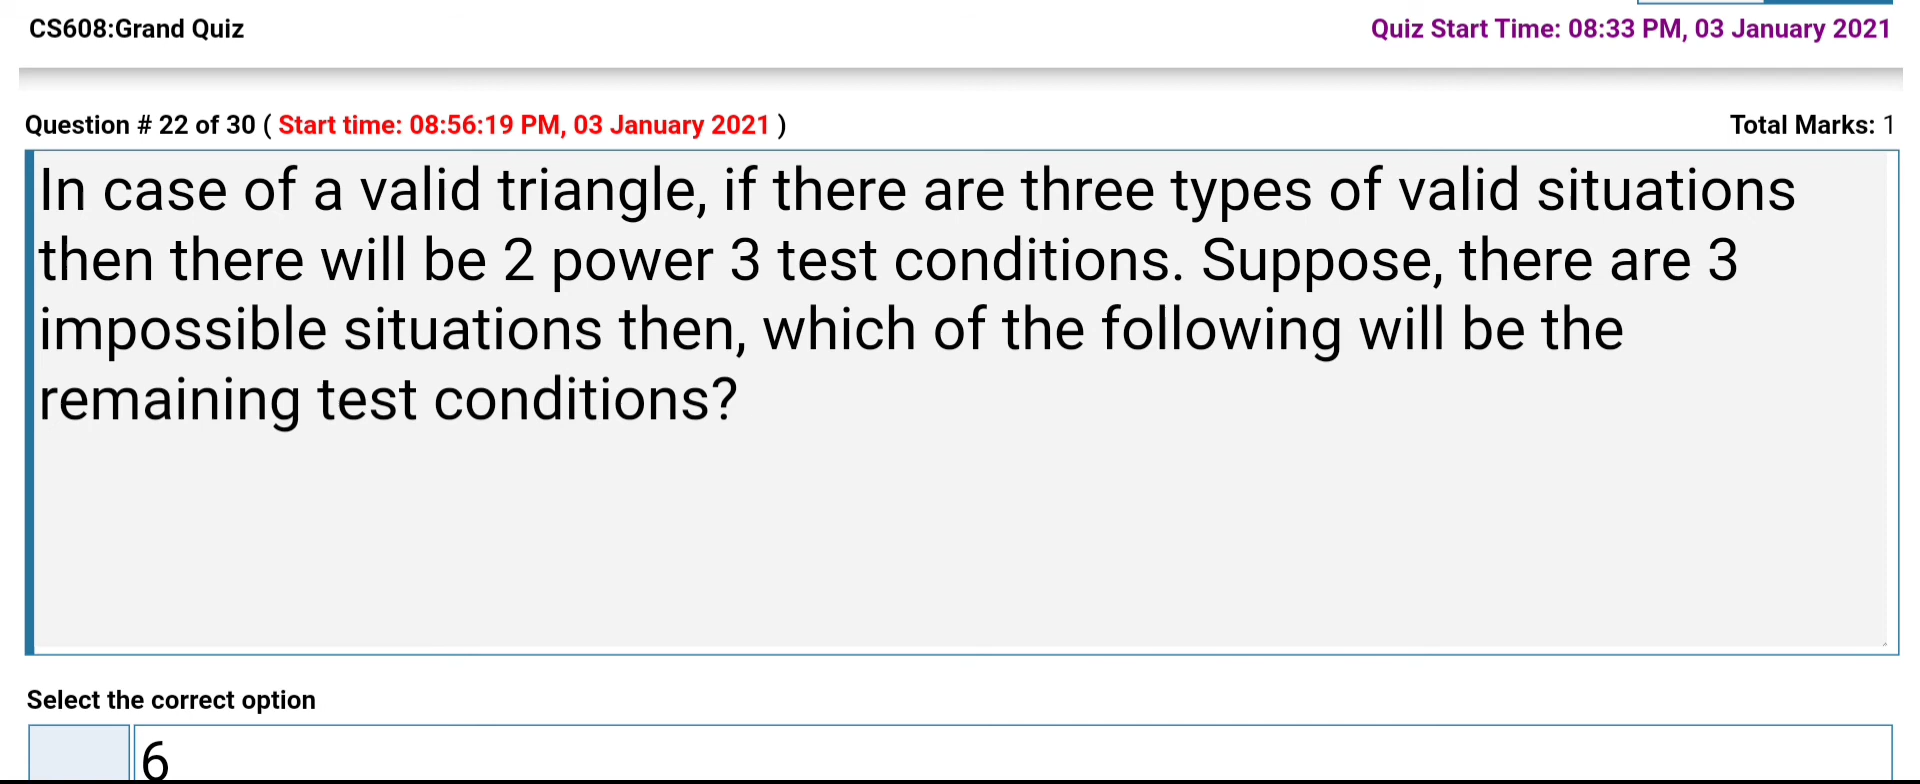 CS608:Grand Quiz
Quiz Start Time: 08:33 PM, 03 January 2021
Question # 22 of 30 ( Start time: 08:56:19 PM, 03 January 2021 )
Total Marks: 1
In case of a valid triangle, if there are three types of valid situations
then there will be 2 power 3 test conditions. Suppose, there are 3
impossible situations then, which of the following will be the
remaining test conditions?
Select the correct option
6